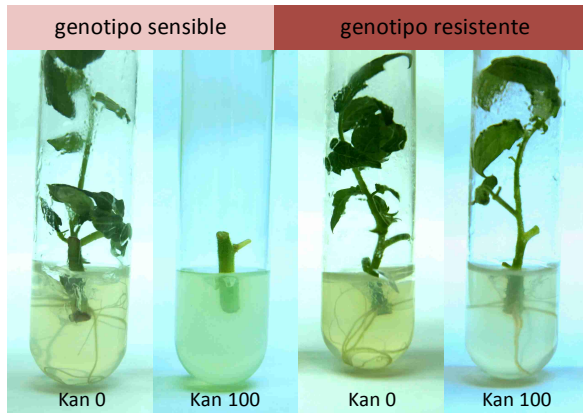 genotipo sensible
genotipo resistente
Kan 0
Kan 100
Kan 0
Kan 100